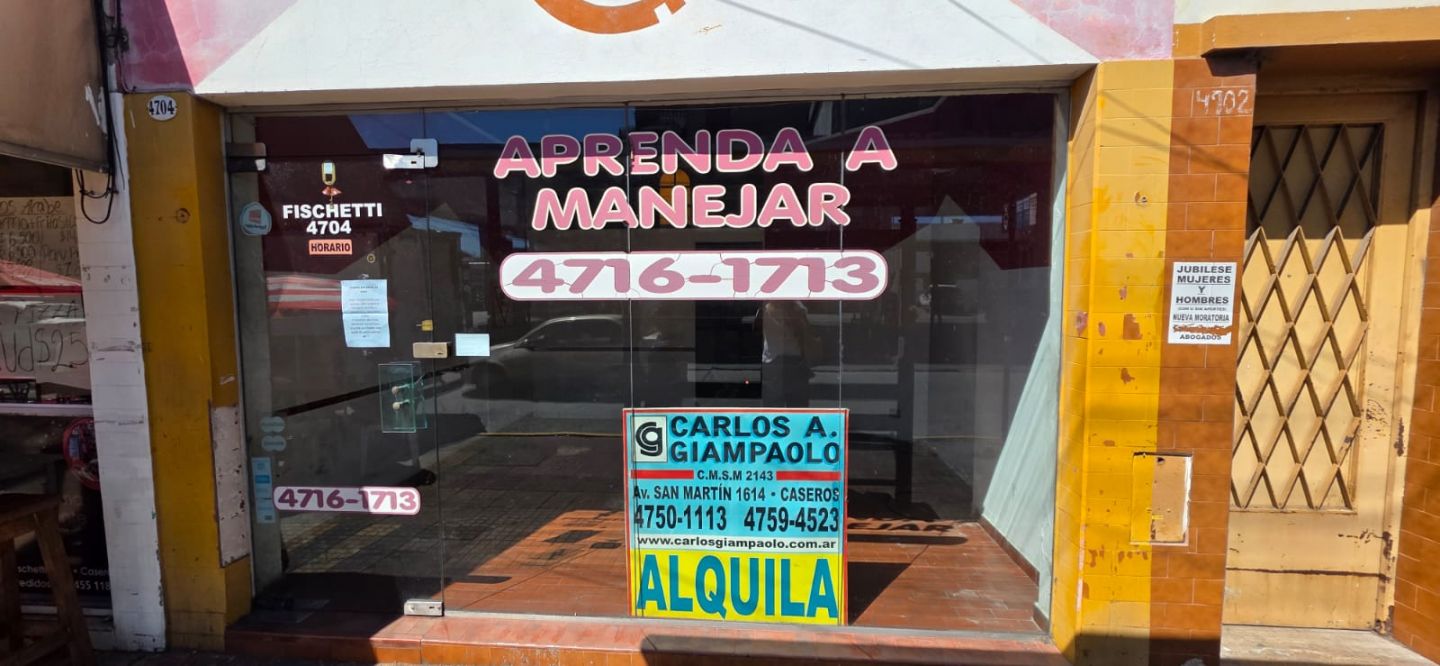 4704
4702
APRENDA A
MANEJAR
4716-1713
FISCHETTI
4704
HORARIO
JUBILESE
MUJERES
Y
HOMBRES
NUEVA MORATORIA
ABOGADOS
4716-1713
CARLOS A.
GIAMPAOLO
C.M.S.M 2143
Av. SAN MARTÍN 1614 • CASEROS
4750-1113 4759-4523
www.carlosgiampaolo.com.ar
ALQUILA